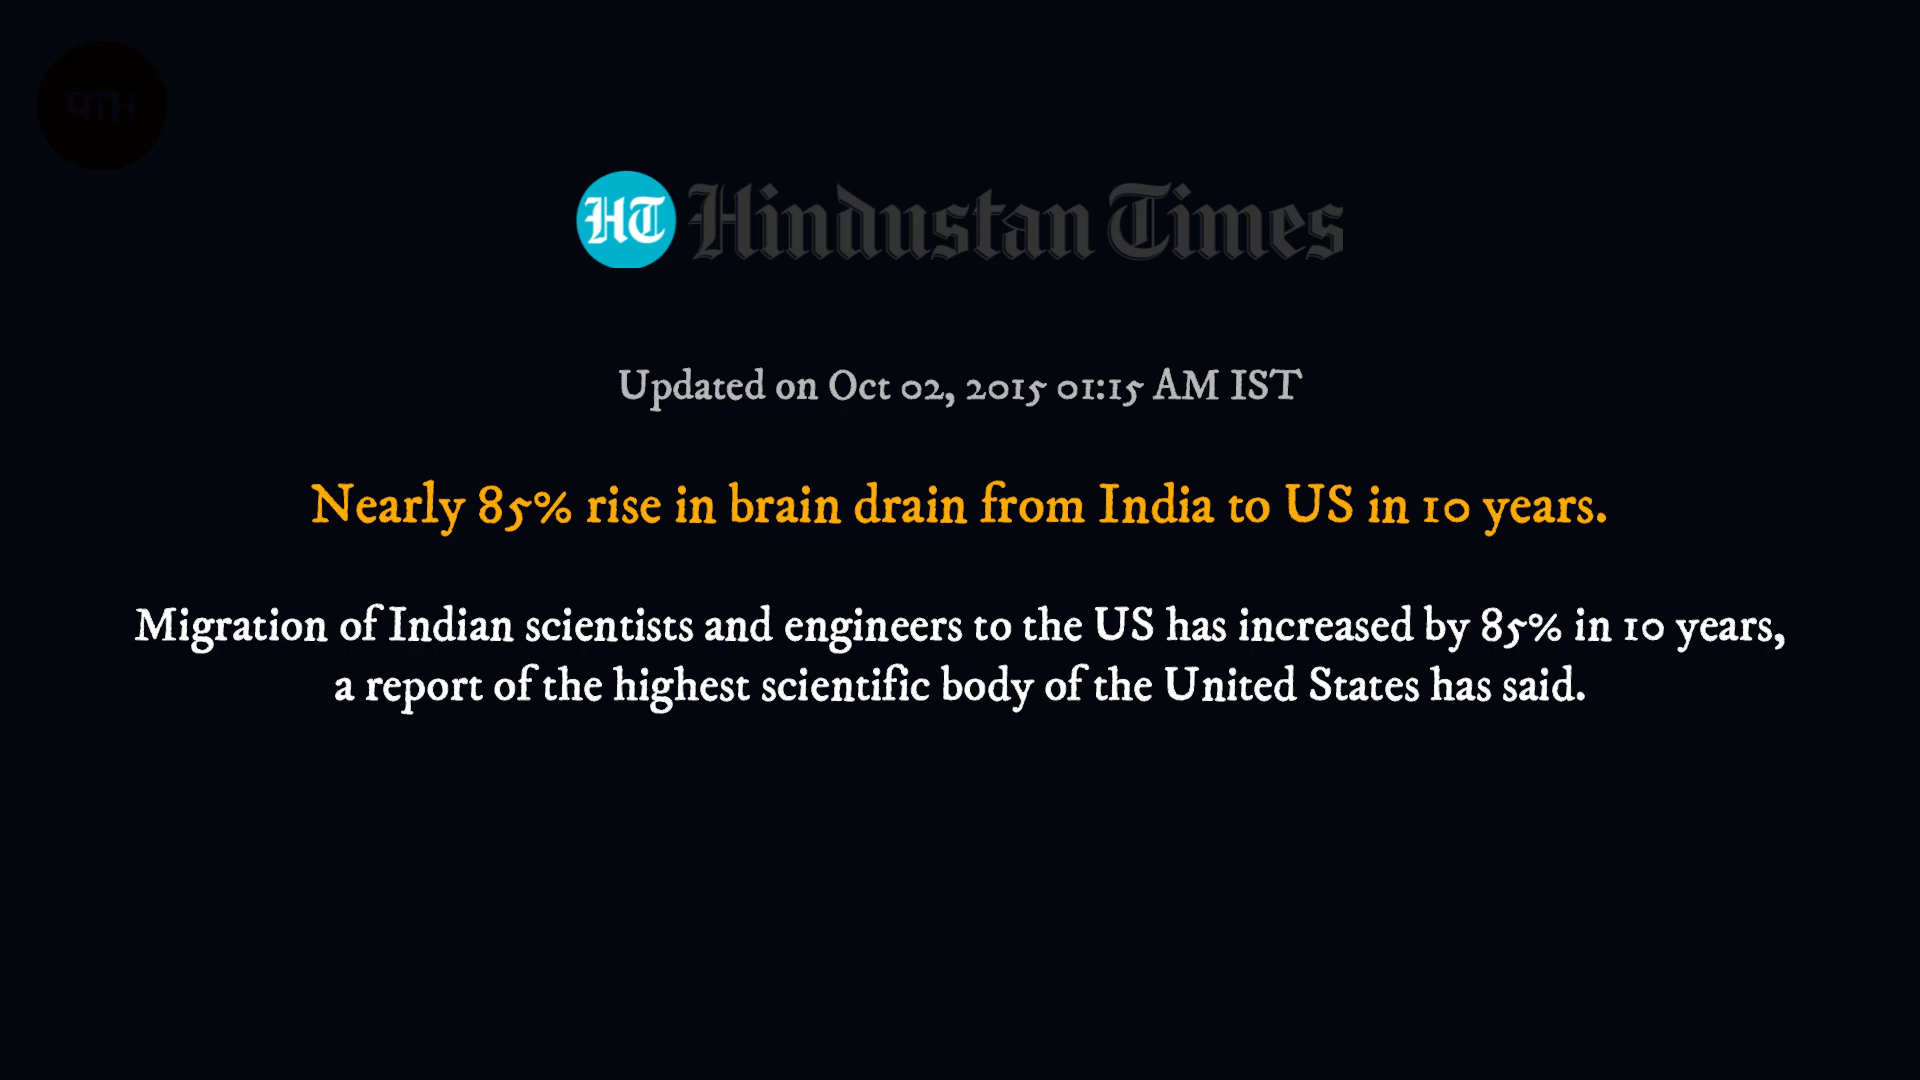 पाH
HT Hindustan Times
Updated on Oct 02, 2015 01:15 AM IST
Nearly 85% rise in brain drain from India to US in 10 years.
Migration of Indian scientists and engineers to the US has increased by 85% in 10 years,
a report of the highest scientific body of the United States has said.